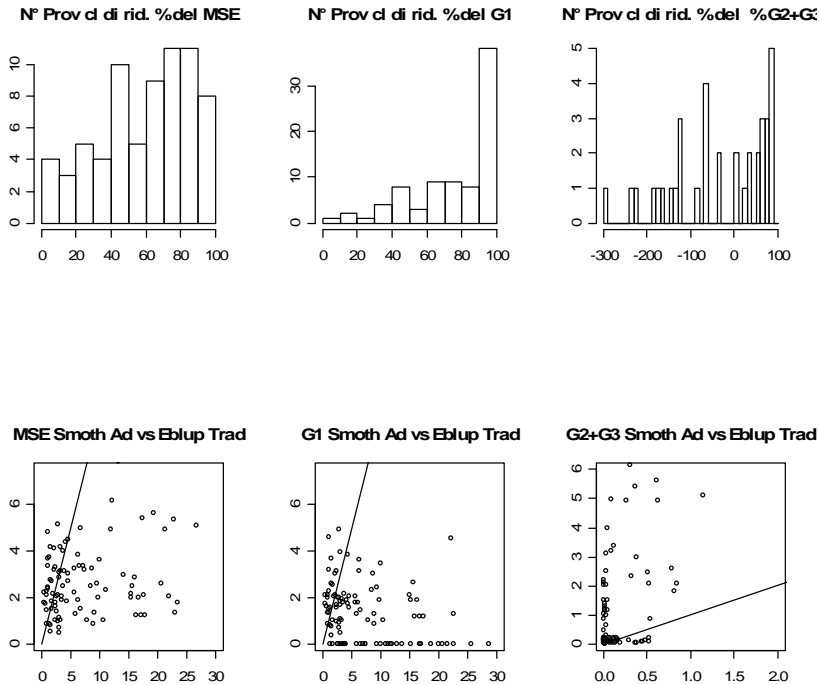 N° Prov cl di rid. %del MSE
N° Prov cl di rid. %del G1
N° Prov cl di rid. %del %G2+G3
0 2 4 6 8 10
0 20 40 60 80 100
0 10 20 30
0 20 40 60 80 100
0 1 2 3 4 5
-300 -100 0 100
MSE Smoth Ad vs Eblup Trad
G1 Smoth Ad vs Eblup Trad
G2+G3 Smoth Ad vs Eblup Trad
0 2 4 6
0 5 10 15 20 25 30
0 2 4 6
0 5 10 15 20 25 30
0 1 2 3 4 5 6
0.0 0.5 1.0 1.5 2.0